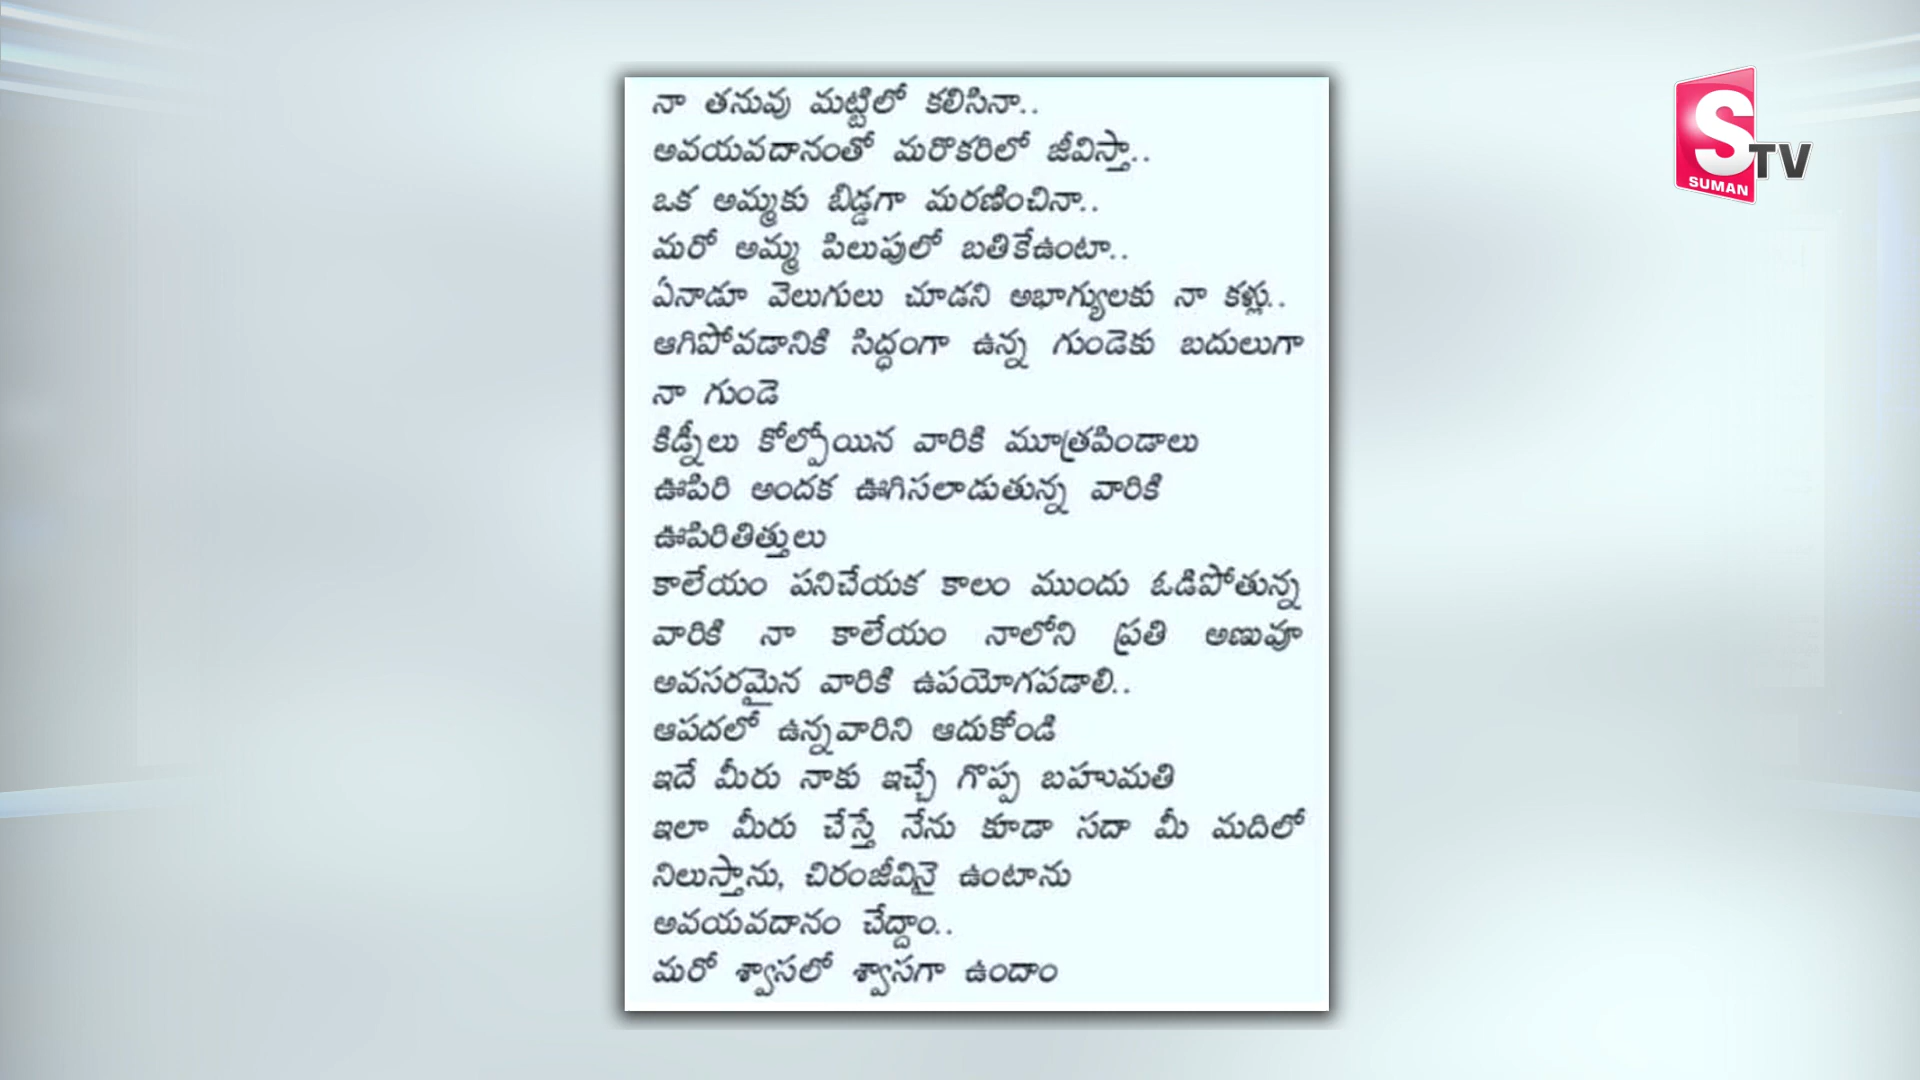 నా తనువు మట్టిలో కలిసినా..
అవయవదానంతో మరొకరిలో జీవిస్తా..
ఒక అమ్మకు బిడ్డగా మరణించినా..
మరో అమ్మ పిలుపులో బతికేఉంటా..
ఏనాడూ వెలుగులు చూడని అభాగ్యులకు నా కళ్లు..
ఆగిపోవడానికి సిద్ధంగా ఉన్న గుండెకు బదులుగా
నా గుండె
కిడ్నీలు కోల్పోయిన వారికి మూత్రపిండాలు
ఊపిరి అందక ఊగిసలాడుతున్న వారికి
ఊపిరితిత్తులు
కాలేయం పనిచేయక కాలం ముందు ఓడిపోతున్న
వారికి నా కాలేయం నాలోని ప్రతి అణువూ
అవసరమైన వారికి ఉపయోగపడాలి..
ఆపదలో ఉన్నవారిని ఆదుకోండి
ఇదే మీరు నాకు ఇచ్చే గొప్ప బహుమతి
ఇలా మీరు చేస్తే నేను కూడా సదా మీ మదిలో
నిలుస్తాను, చిరంజీవినై ఉంటాను
అవయవదానం చేద్దాం..
మరో శ్వాసలో శ్వాసగా ఉందాం
S TV
SUMAN